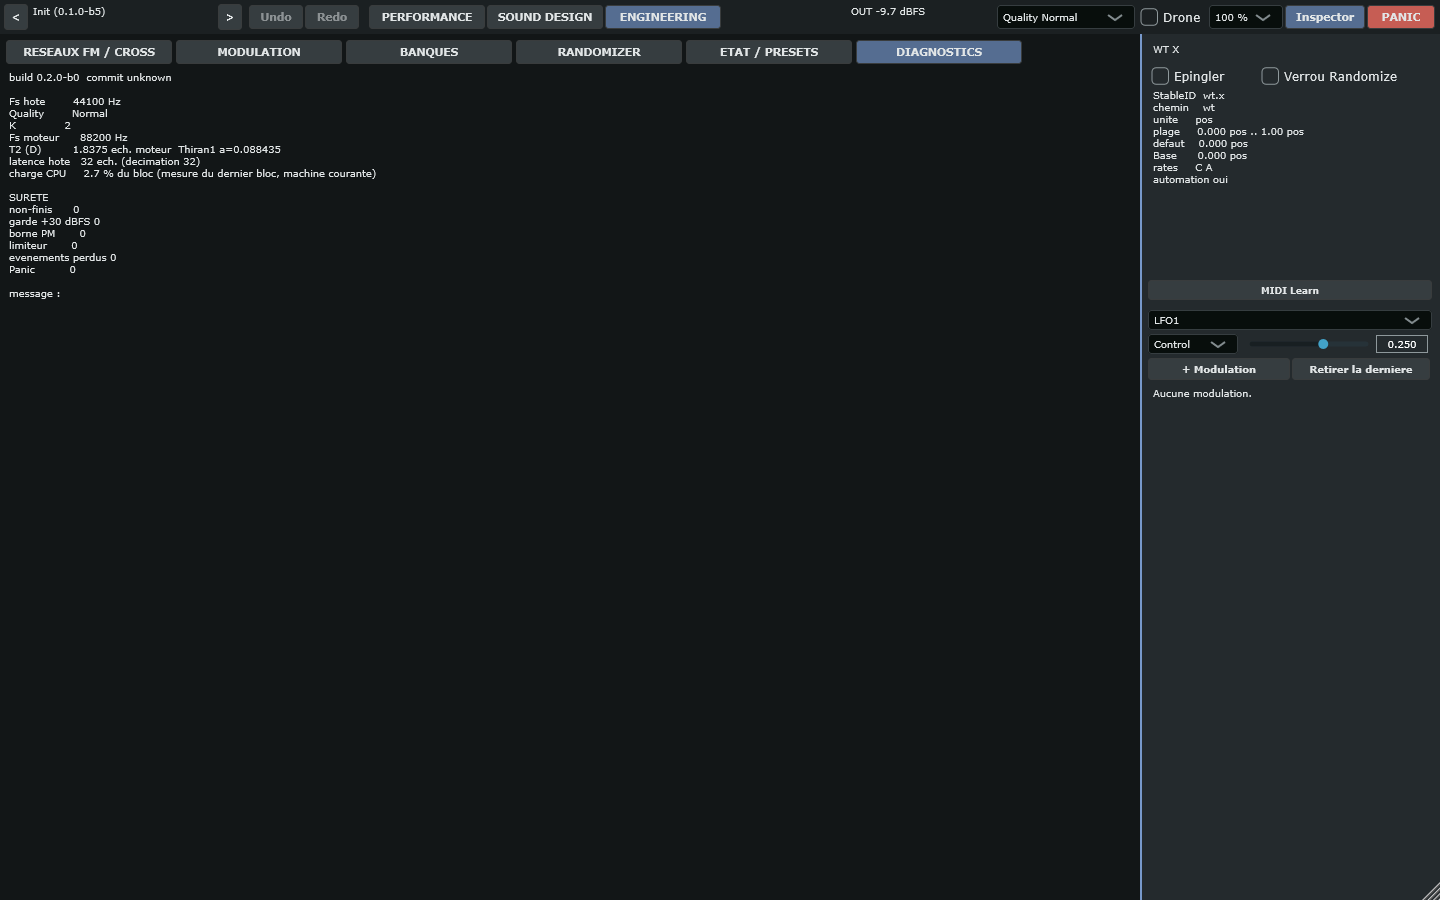 < Init (0.1.0-b5) > Undo Redo PERFORMANCE SOUND DESIGN ENGINEERING OUT -9.7 dBFS Quality Normal Drone 100 % Inspector PANIC
RESEAUX FM / CROSS MODULATION BANQUES RANDOMIZER ETAT / PRESETS DIAGNOSTICS
build 0.2.0-b0 commit unknown
Fs hote 44100 Hz
Quality Normal
K 2
Fs moteur 88200 Hz
T2 (D) 1.8375 ech. moteur Thiran1 a=0.088435
latence hote 32 ech. (decimation 32)
charge CPU 2.7 % du bloc (mesure du dernier bloc, machine courante)
SURETE
non-finis 0
garde +30 dBFS 0
borne PM 0
limiteur 0
evenements perdus 0
Panic 0
message :
WT X
Epingler Verrou Randomize
StableID wt.x
chemin wt
unite pos
plage 0.000 pos .. 1.00 pos
defaut 0.000 pos
Base 0.000 pos
rates C A
automation oui
MIDI Learn
LFO1
Control 0.250
+ Modulation Retirer la derniere
Aucune modulation.